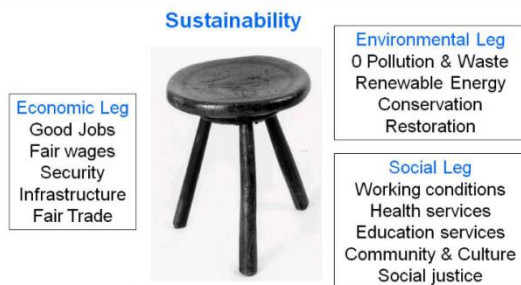 Sustainability
Economic Leg
Good Jobs
Fair wages
Security
Infrastructure
Fair Trade
Environmental Leg
0 Pollution & Waste
Renewable Energy
Conservation
Restoration
Social Leg
Working conditions
Health services
Education services
Community & Culture
Social justice